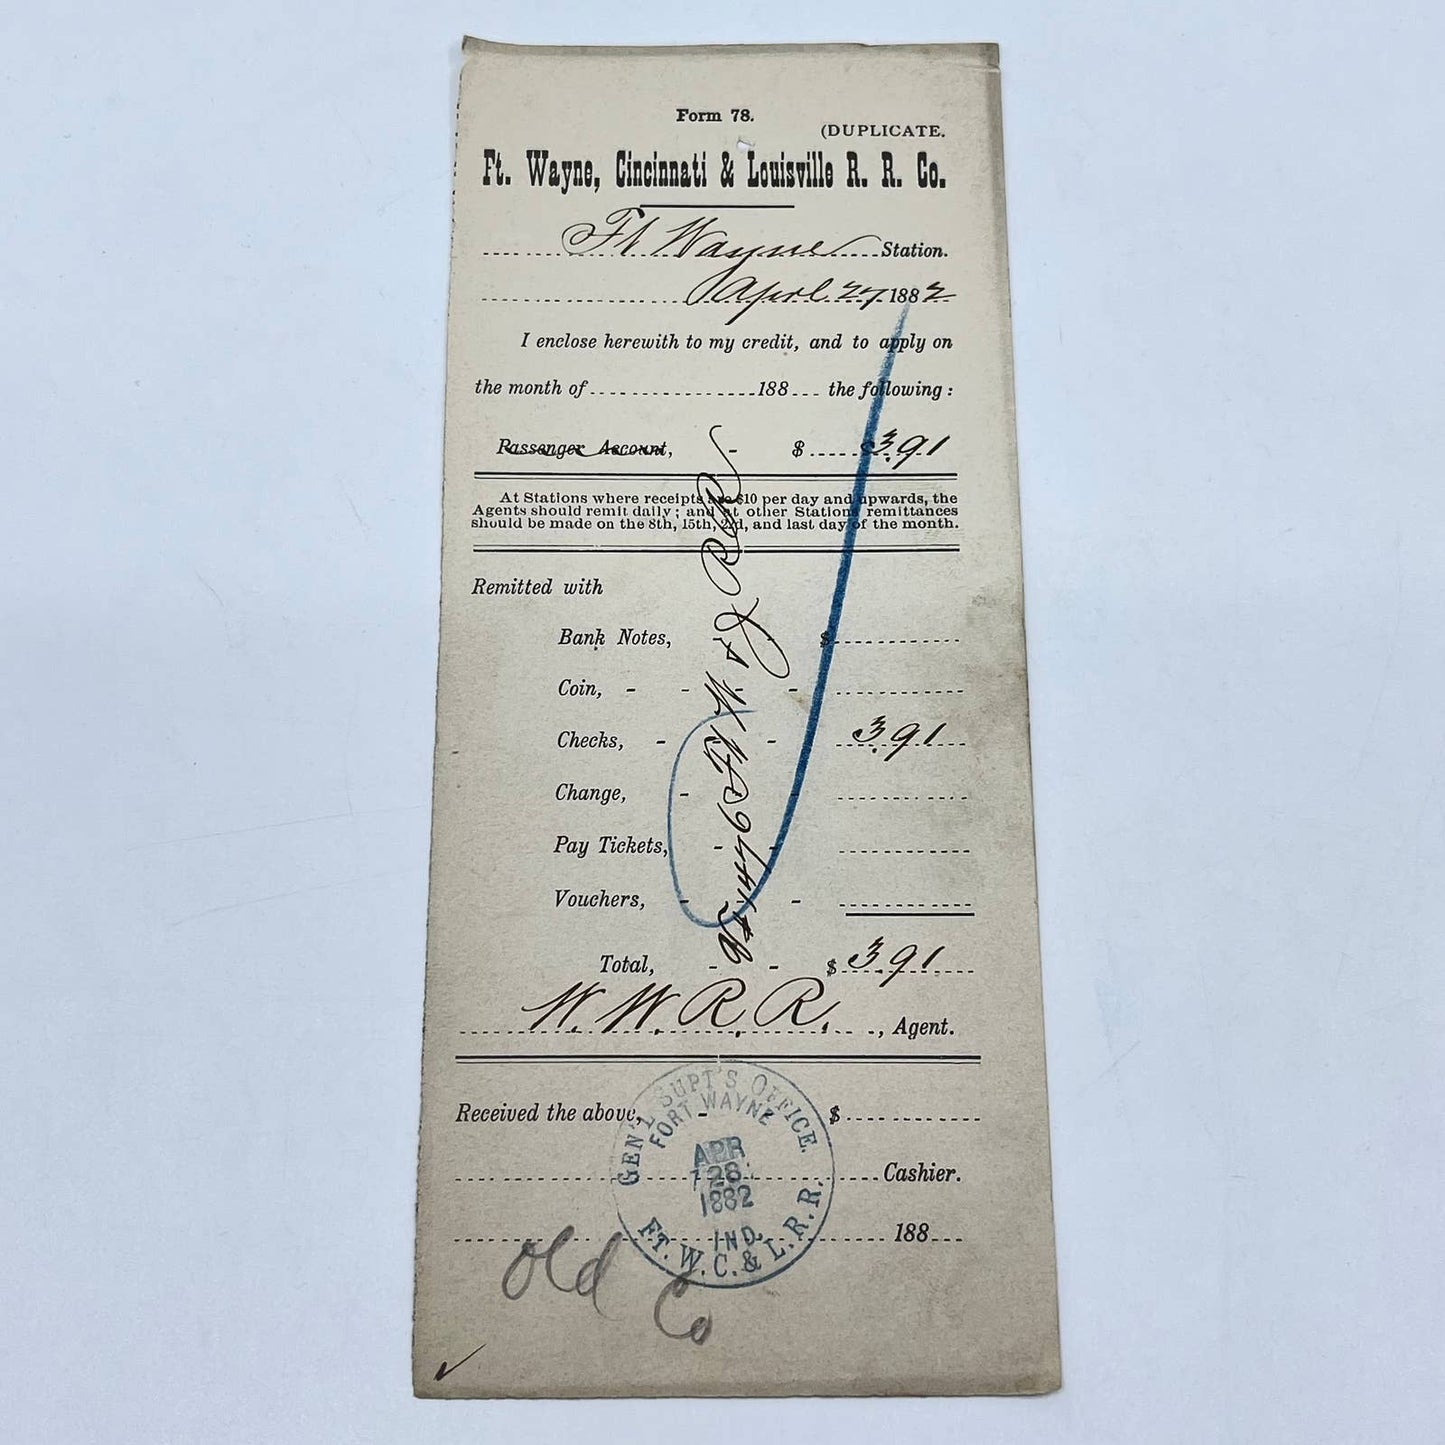 Form 78.
(DUPLICATE.
Ft. Wayne, Cincinnati & Louisville R. R. Co.
Ft Wayne Station.
April 27 1882
I enclose herewith to my credit, and to apply on
the month of 188 the following:
Passenger Account, - $ 3.91
At Stations where receipts are $10 per day and upwards, the
Agents should remit daily; and at other Stations remittances
should be made on the 8th, 15th, 22d, and last day of the month.
Remitted with
Bank Notes, $
Coin, - - -
Checks, - - 3.91
Change, - -
Pay Tickets, - -
Vouchers, - -
Total, - - $ 3.91
W. W. R. R. , Agent.
Received the above, - $
Cashier.
188
GEN'L SUPT'S OFFICE.
FORT WAYNE
APR
28
1882
IND.
FT. W. C. & L. R. R.
Old Co